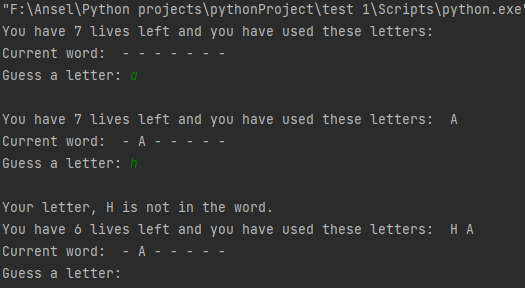 "F:\Ansel\Python projects\pythonProject\test 1\Scripts\python.exe"
You have 7 lives left and you have used these letters:
Current word:  - - - - - - -
Guess a letter: a
You have 7 lives left and you have used these letters:  A
Current word:  - A - - - - -
Guess a letter: h
Your letter, H is not in the word.
You have 6 lives left and you have used these letters:  H A
Current word:  - A - - - - -
Guess a letter: